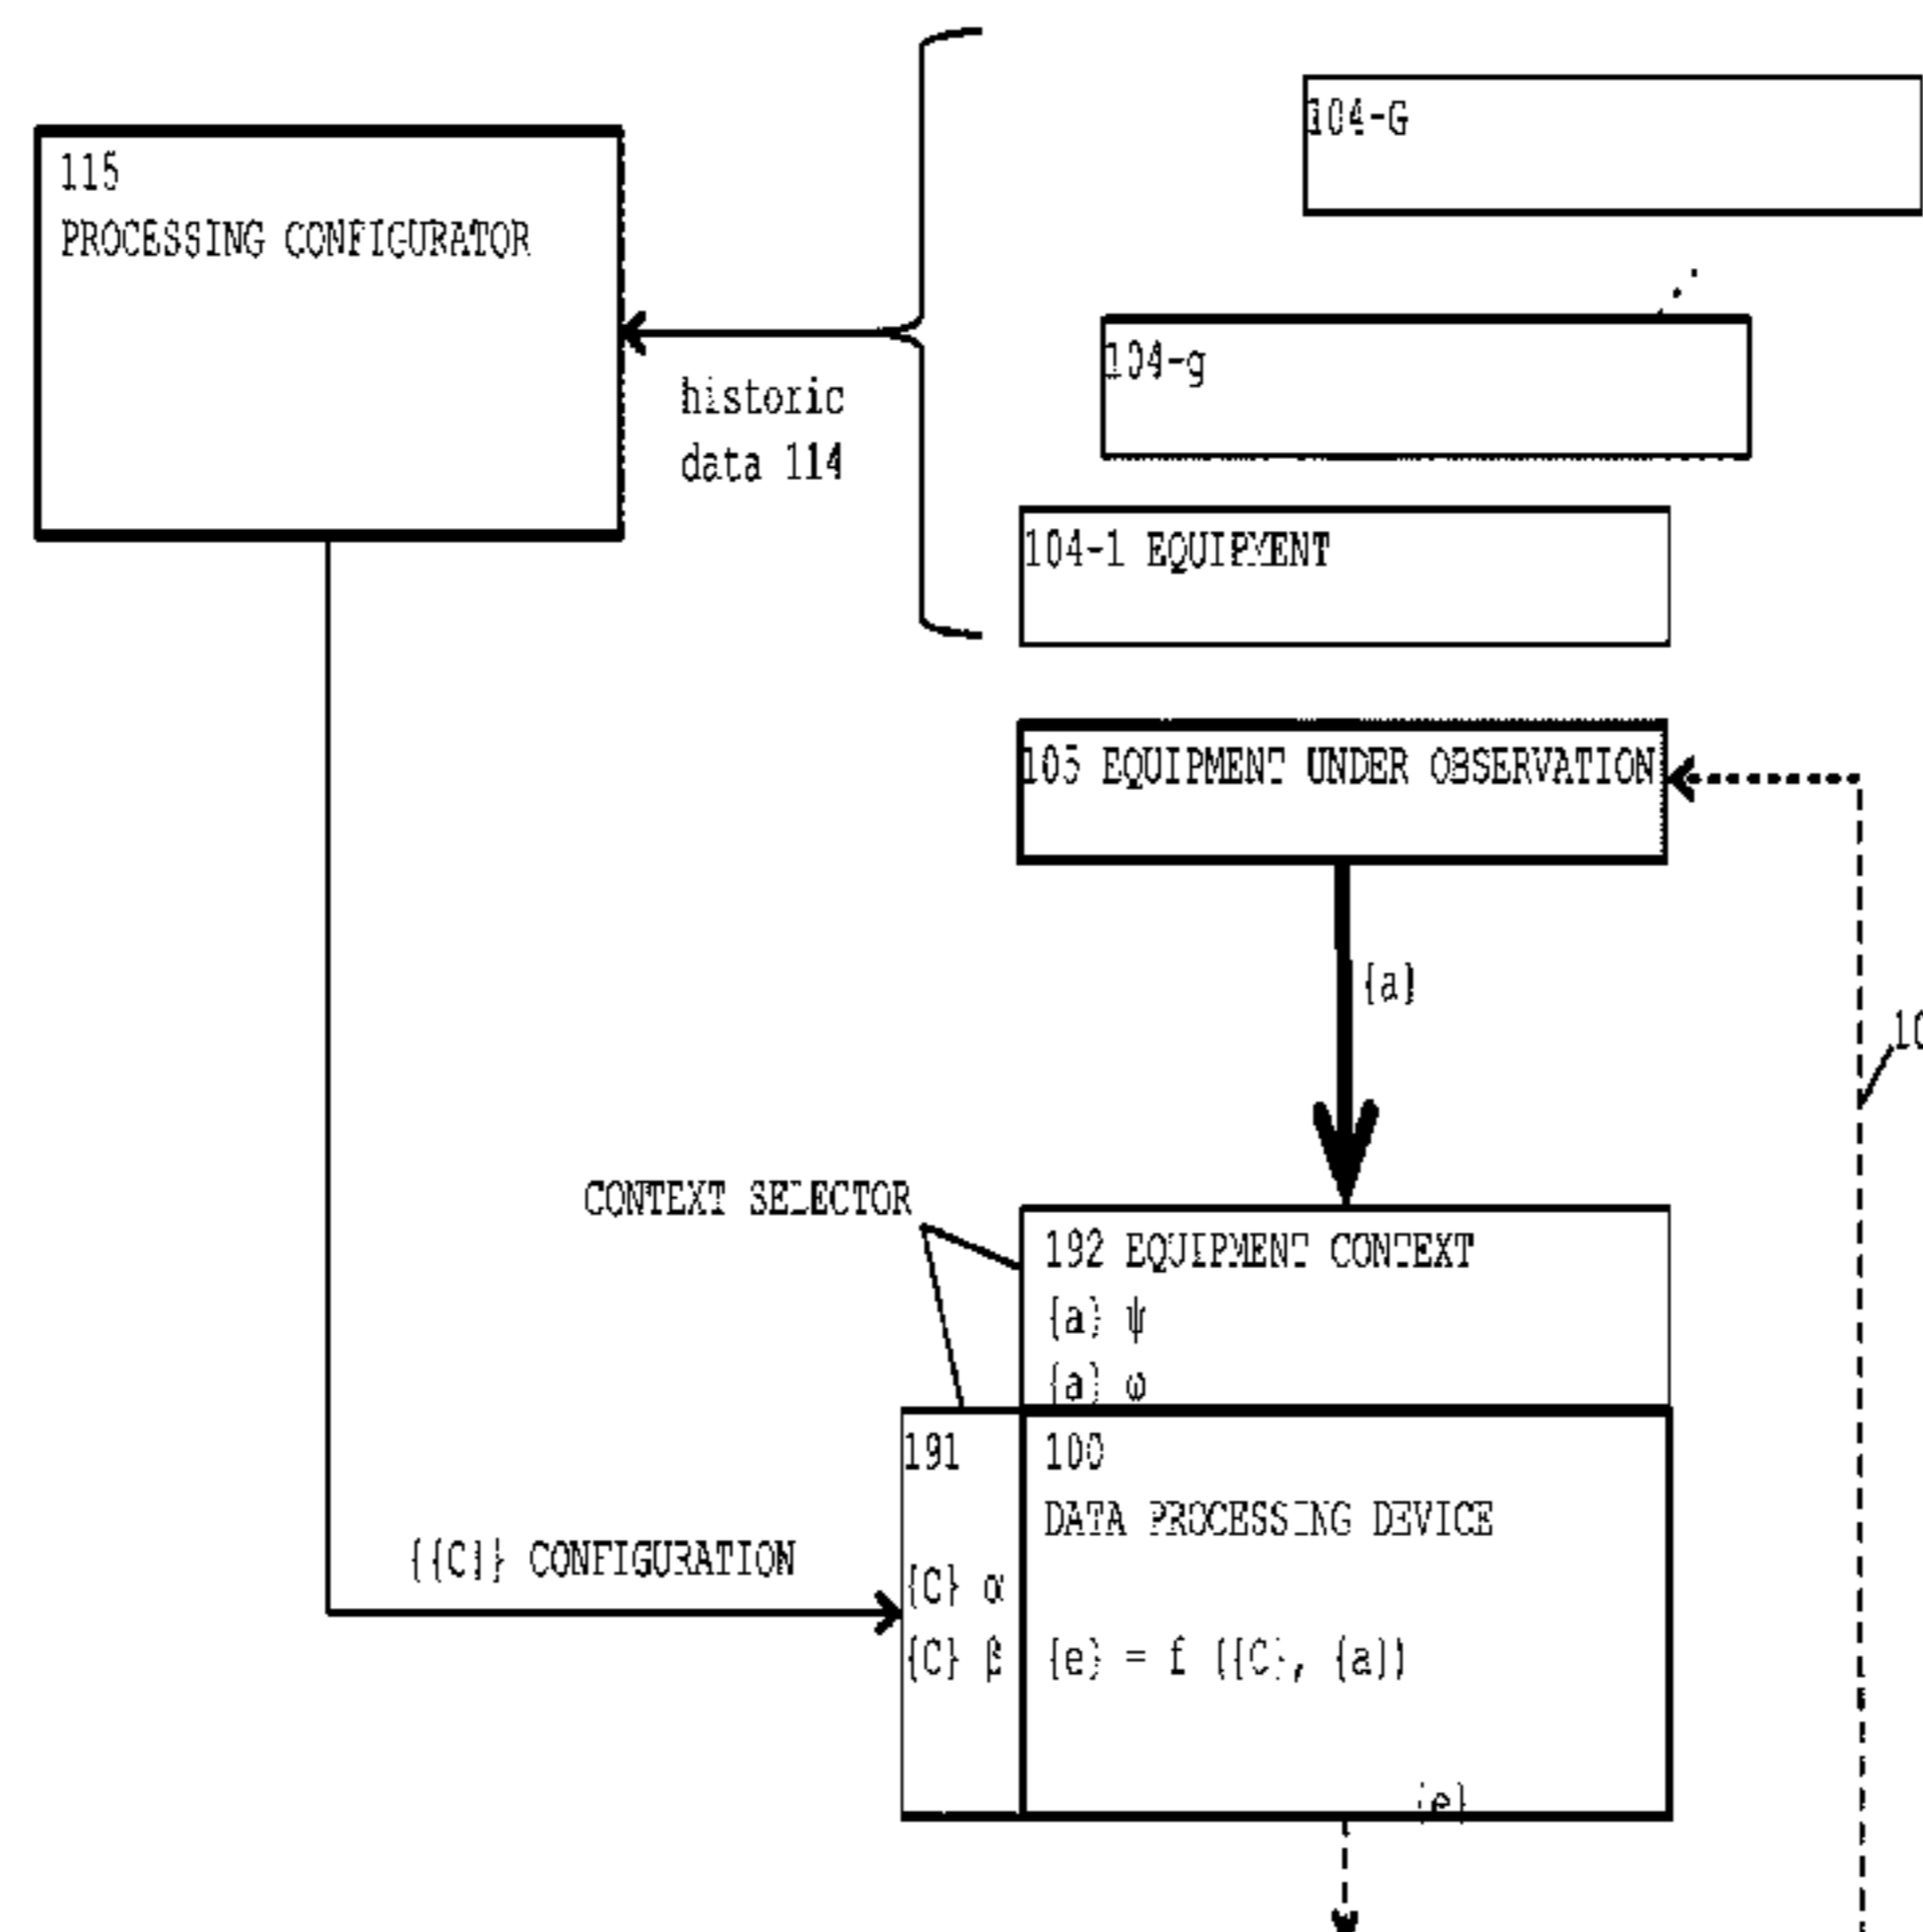 104-G
115
PROCESSING CONFIGURATOR
104-g
historic
data 114
104-1 EQUIPMENT
105 EQUIPMENT UNDER OBSERVATION
{a}
10
CONTEXT SELECTOR
192 EQUIPMENT CONTEXT
{a} ψ
{a} ω
191
100
DATA PROCESSING DEVICE
{{C}} CONFIGURATION
{C} α
{C} β
{e} = f ({C}, {a})
{e}